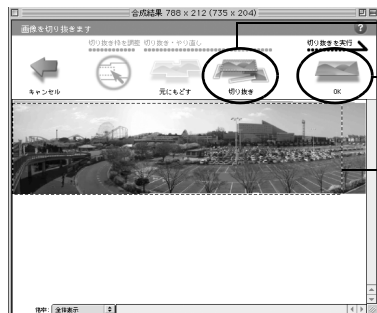 合成結果 788 × 212 (735 × 204)
画像を切り抜きます
?
切り抜き枠を調整 切り抜き・やり直し 切り抜きを実行
キャンセル 元にもどす 切り抜き OK
全体表示